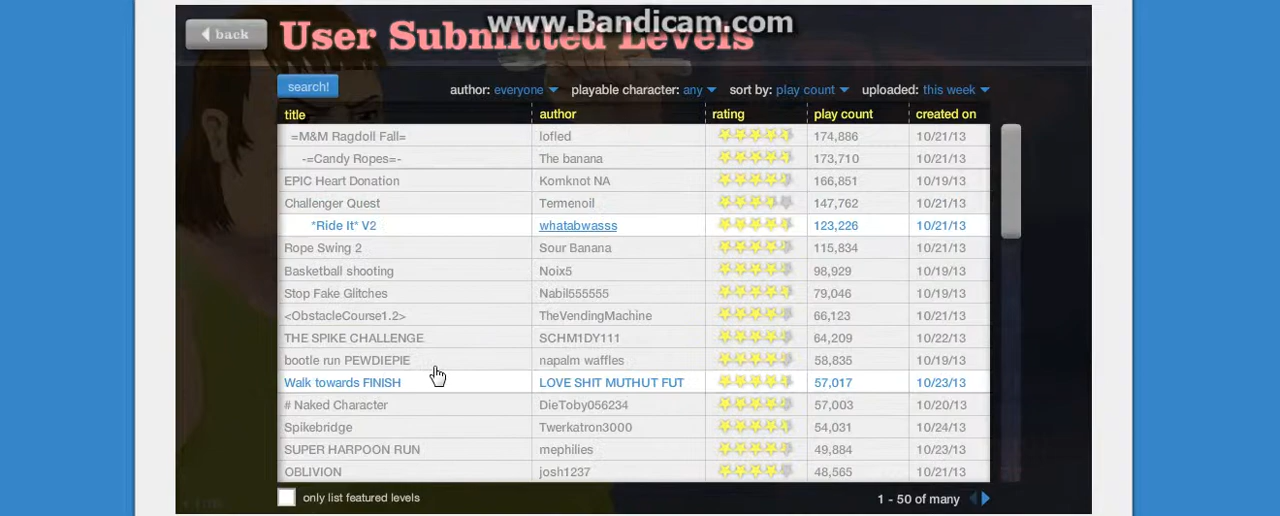 www.Bandicam.com
back
User Submitted Levels
search!
author: everyone playable character: any sort by: play count uploaded: this week
title author rating play count created on
=M&M Ragdoll Fall= lofled 174,886 10/21/13
-=Candy Ropes=- The banana 173,710 10/21/13
EPIC Heart Donation Komknot NA 166,851 10/19/13
Challenger Quest Termenoil 147,762 10/21/13
*Ride It* V2 whatabwasss 123,226 10/21/13
Rope Swing 2 Sour Banana 115,834 10/21/13
Basketball shooting Noix5 98,929 10/19/13
Stop Fake Glitches Nabil555555 79,046 10/19/13
<ObstacleCourse1.2> TheVendingMachine 66,123 10/21/13
THE SPIKE CHALLENGE SCHM1DY111 64,209 10/22/13
bootle run PEWDIEPIE napalm waffles 58,835 10/19/13
Walk towards FINISH LOVE SHIT MUTHUT FUT 57,017 10/23/13
# Naked Character DieToby056234 57,003 10/20/13
Spikebridge Twerkatron3000 54,031 10/24/13
SUPER HARPOON RUN mephilies 49,884 10/23/13
OBLIVION josh1237 48,565 10/21/13
only list featured levels 1 - 50 of many